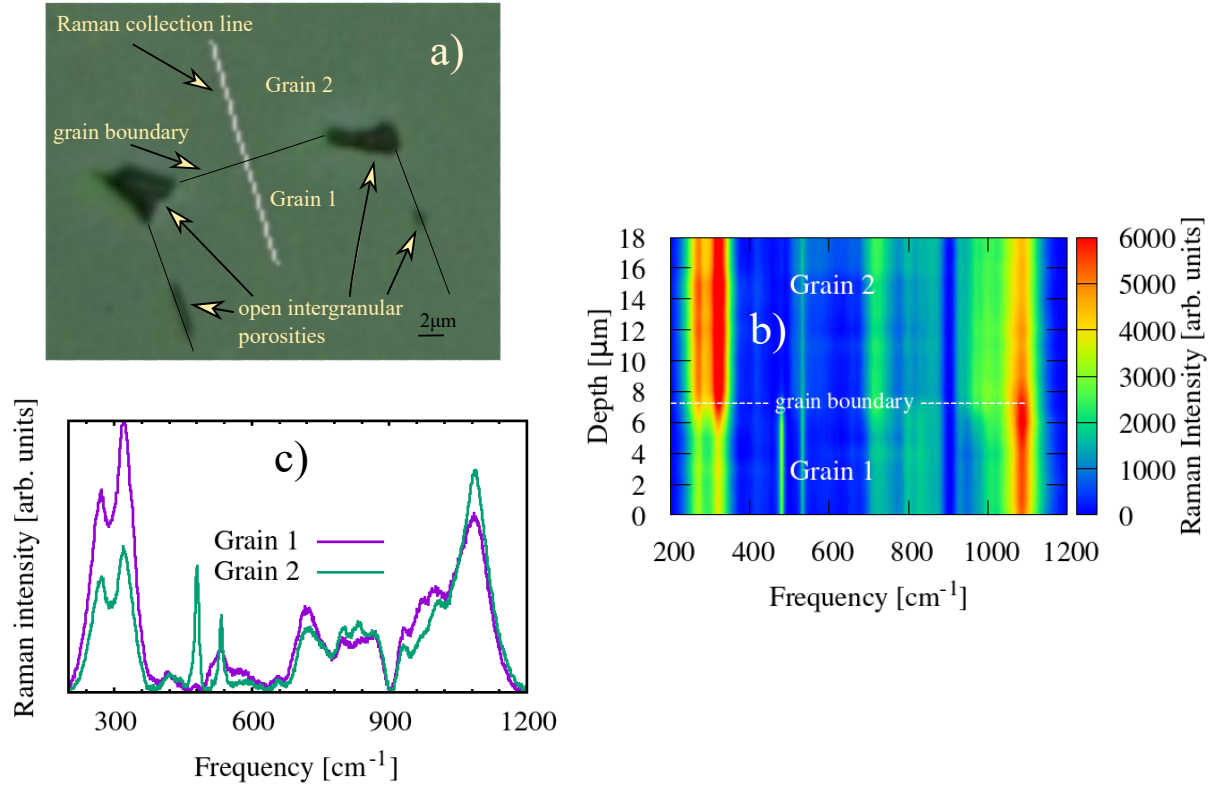 Raman collection line
a)
Grain 2
grain boundary
Grain 1
open intergranular
porosities
2μm
Raman intensity [arb. units]
c)
Grain 1
Grain 2
300
600
900
1200
Frequency [cm-1]
Depth [μm]
18
16
14
12
10
8
6
4
2
0
Grain 2
b)
grain boundary
Grain 1
200
400
600
800
1000
1200
Frequency [cm-1]
6000
5000
4000
3000
2000
1000
0
Raman Intensity [arb. units]